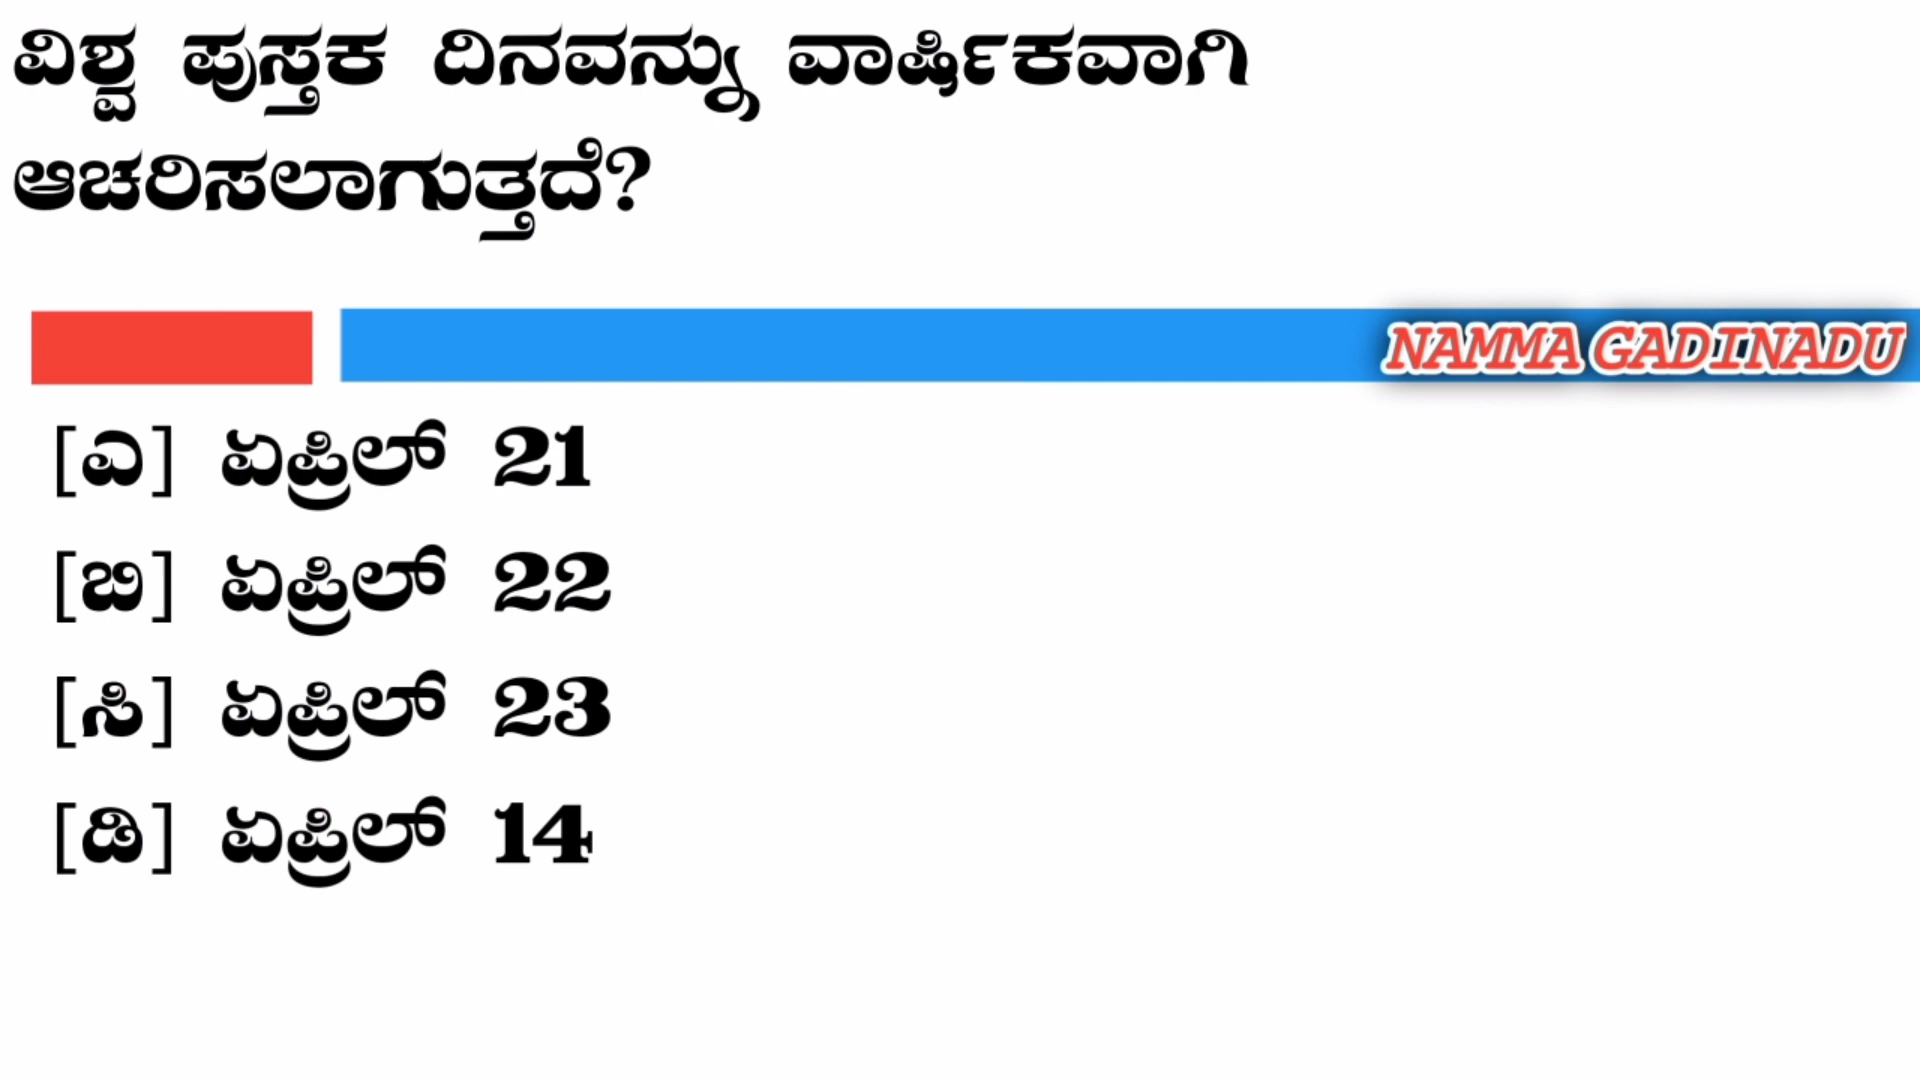 ವಿಶ್ವ ಪುಸ್ತಕ ದಿನವನ್ನು ವಾರ್ಷಿಕವಾಗಿ
ಆಚರಿಸಲಾಗುತ್ತದೆ?
NAMMA GADINADU
[ಎ] ಏಪ್ರಿಲ್ 21
[ಬಿ] ಏಪ್ರಿಲ್ 22
[ಸಿ] ಏಪ್ರಿಲ್ 23
[ಡಿ] ಏಪ್ರಿಲ್ 14